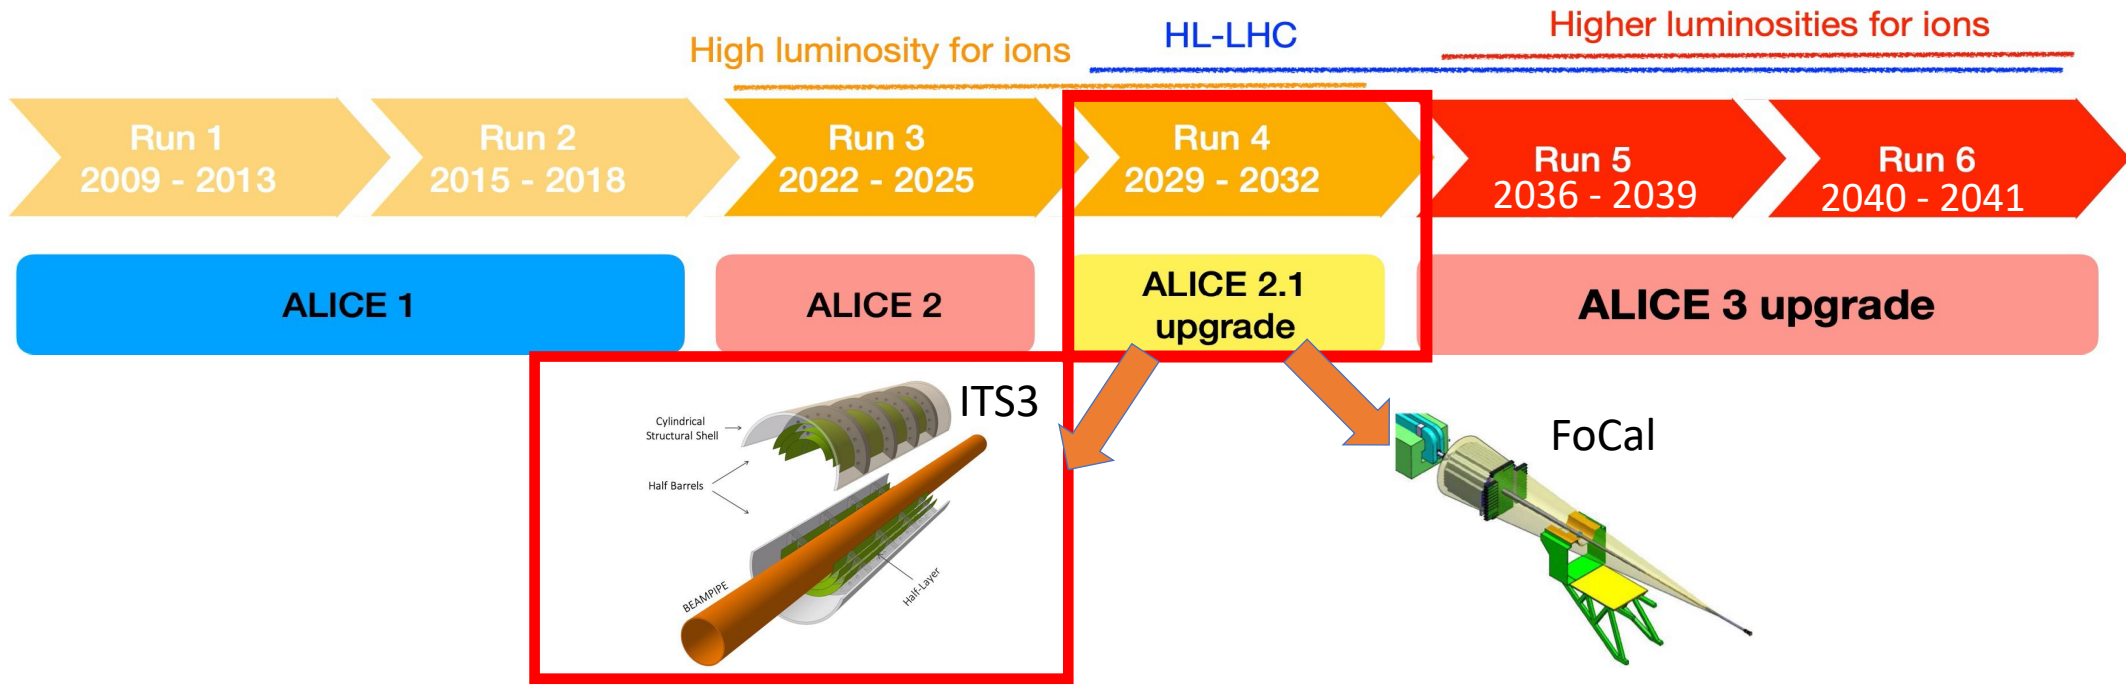 High luminosity for ions
HL-LHC
Higher luminosities for ions
Run 1
2009 - 2013
Run 2
2015 - 2018
Run 3
2022 - 2025
Run 4
2029 - 2032
Run 5
2036 - 2039
Run 6
2040 - 2041
ALICE 1
ALICE 2
ALICE 2.1
upgrade
ALICE 3 upgrade
ITS3
Cylindrical
Structural Shell
Half Barrels
BEAMPIPE
Half-Layer
FoCal